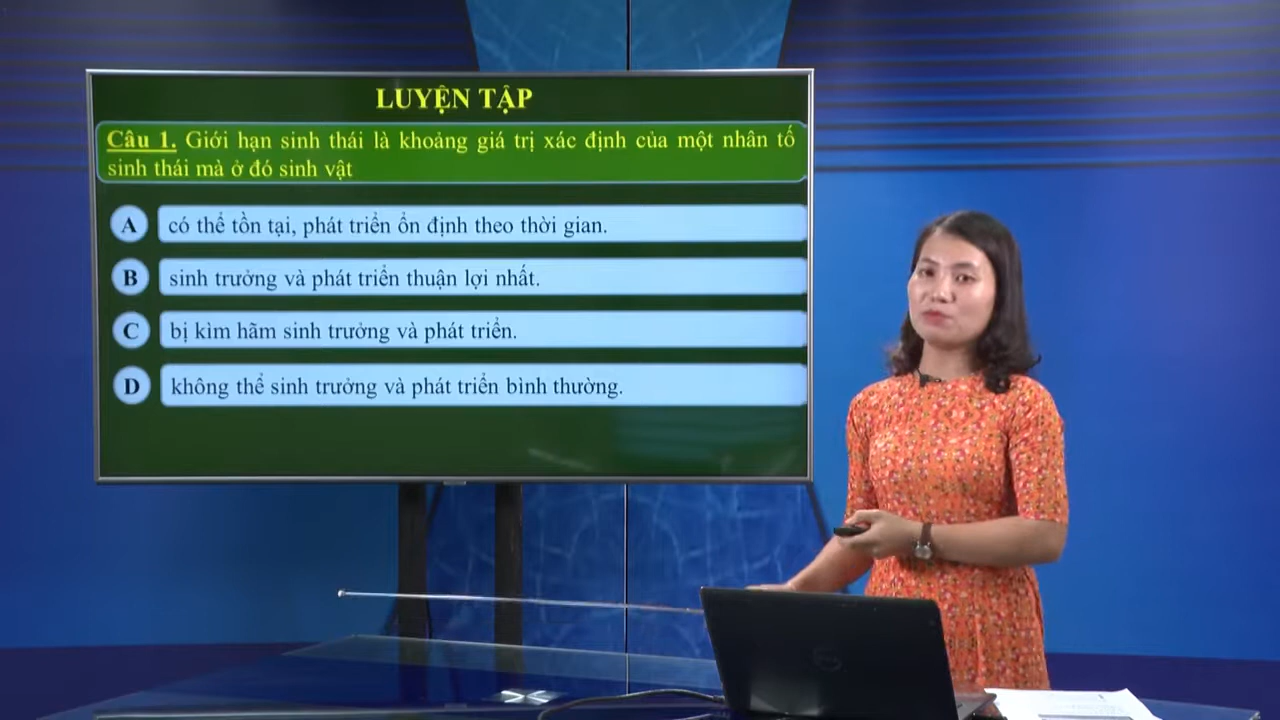 LUYỆN TẬP
Câu 1. Giới hạn sinh thái là khoảng giá trị xác định của một nhân tố
sinh thái mà ở đó sinh vật
A có thể tồn tại, phát triển ổn định theo thời gian.
B sinh trưởng và phát triển thuận lợi nhất.
C bị kìm hãm sinh trưởng và phát triển.
D không thể sinh trưởng và phát triển bình thường.